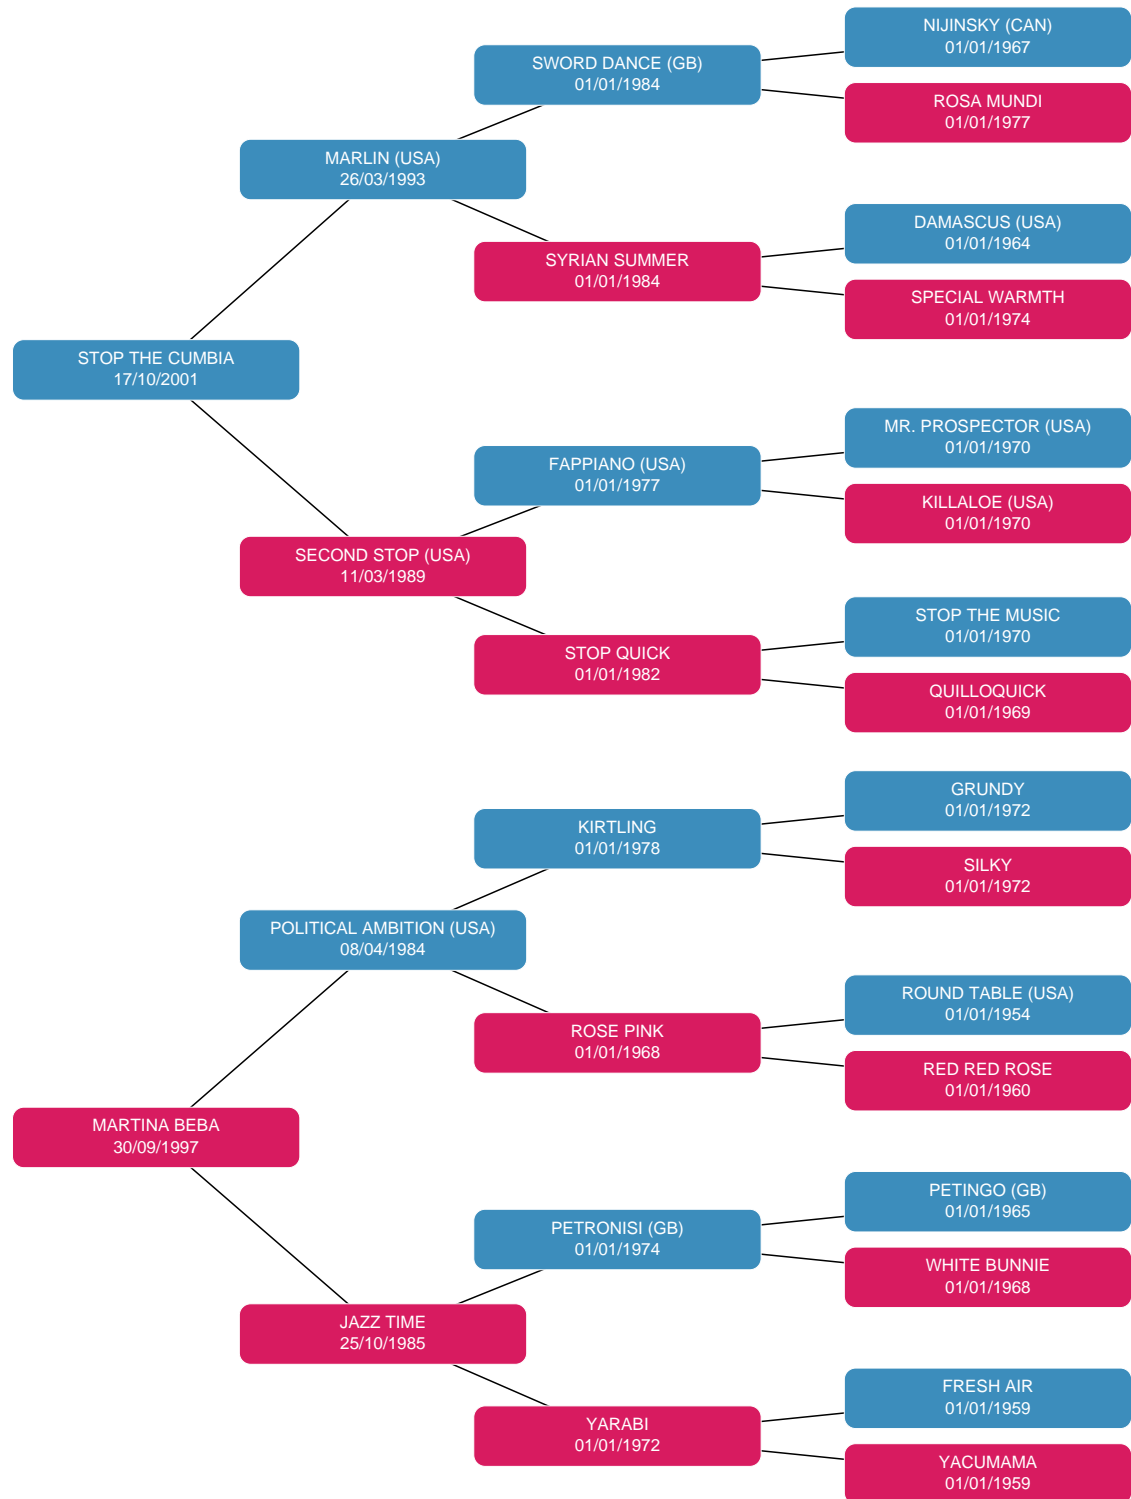 NIJINSKY (CAN)
01/01/1967
SWORD DANCE (GB)
01/01/1984
ROSA MUNDI
01/01/1977
MARLIN (USA)
26/03/1993
DAMASCUS (USA)
01/01/1964
SYRIAN SUMMER
01/01/1984
SPECIAL WARMTH
01/01/1974
STOP THE CUMBIA
17/10/2001
MR. PROSPECTOR (USA)
01/01/1970
FAPPIANO (USA)
01/01/1977
KILLALOE (USA)
01/01/1970
SECOND STOP (USA)
11/03/1989
STOP THE MUSIC
01/01/1970
STOP QUICK
01/01/1982
QUILLOQUICK
01/01/1969
GRUNDY
01/01/1972
KIRTLING
01/01/1978
SILKY
01/01/1972
POLITICAL AMBITION (USA)
08/04/1984
ROUND TABLE (USA)
01/01/1954
ROSE PINK
01/01/1968
RED RED ROSE
01/01/1960
MARTINA BEBA
30/09/1997
PETINGO (GB)
01/01/1965
PETRONISI (GB)
01/01/1974
WHITE BUNNIE
01/01/1968
JAZZ TIME
25/10/1985
FRESH AIR
01/01/1959
YARABI
01/01/1972
YACUMAMA
01/01/1959